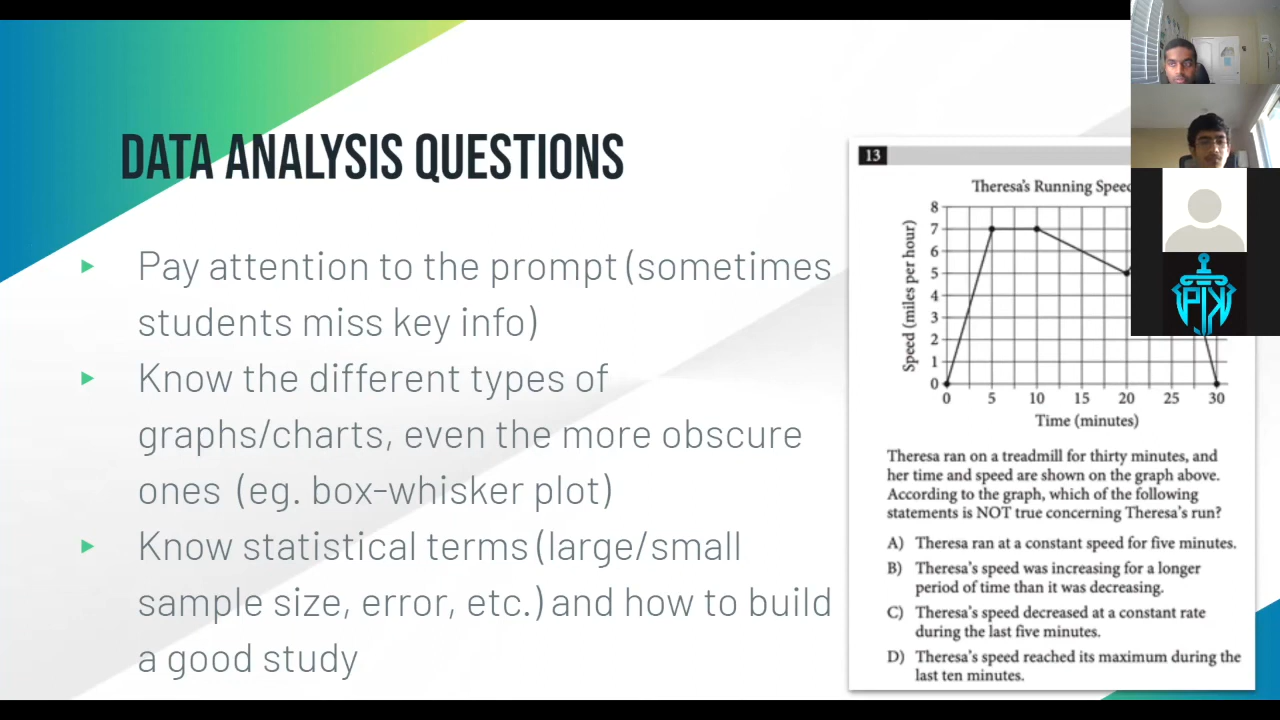 DATA ANALYSIS QUESTIONS
Pay attention to the prompt (sometimes
students miss key info)
Know the different types of
graphs/charts, even the more obscure
ones (eg. box-whisker plot)
Know statistical terms (large/small
sample size, error, etc.) and how to build
a good study
13
Theresa's Running Speed
Speed (miles per hour)
8
7
6
5
4
3
2
1
0
0 5 10 15 20 25 30
Time (minutes)
Theresa ran on a treadmill for thirty minutes, and
her time and speed are shown on the graph above.
According to the graph, which of the following
statements is NOT true concerning Theresa's run?
A) Theresa ran at a constant speed for five minutes.
B) Theresa's speed was increasing for a longer
period of time than it was decreasing.
C) Theresa's speed decreased at a constant rate
during the last five minutes.
D) Theresa's speed reached its maximum during the
last ten minutes.